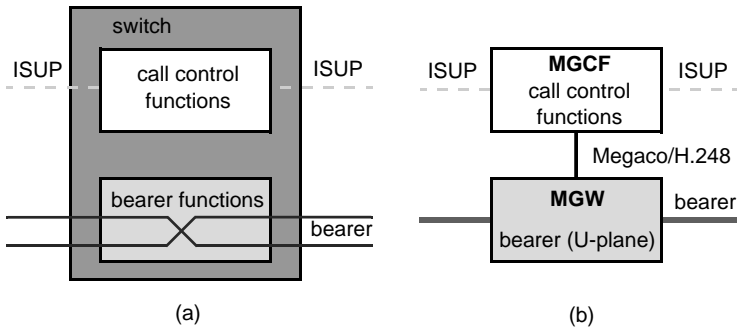 switch
ISUP
call control
functions
ISUP
bearer functions
bearer
(a)
ISUP
MGCF
call control
functions
ISUP
Megaco/H.248
MGW
bearer (U-plane)
bearer
(b)